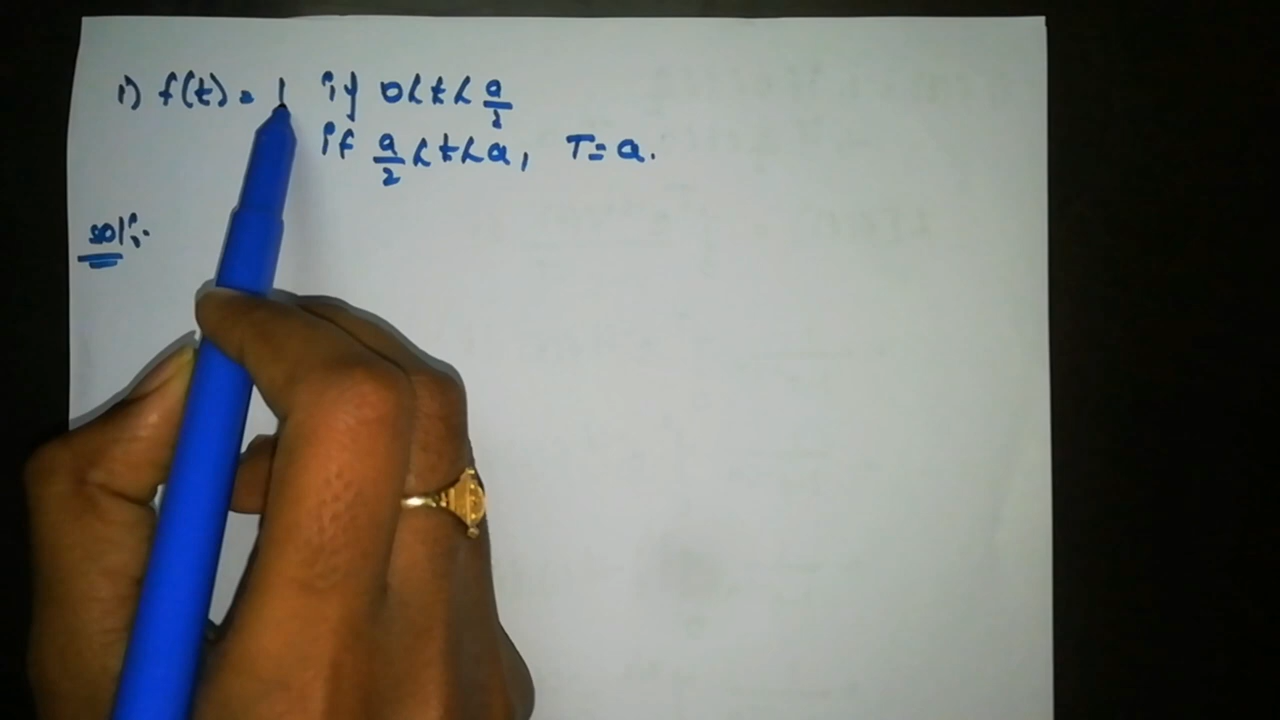 1) f(t) = 1 if 0<t<a/2
if a/2<t<a, T=a.
sol:-